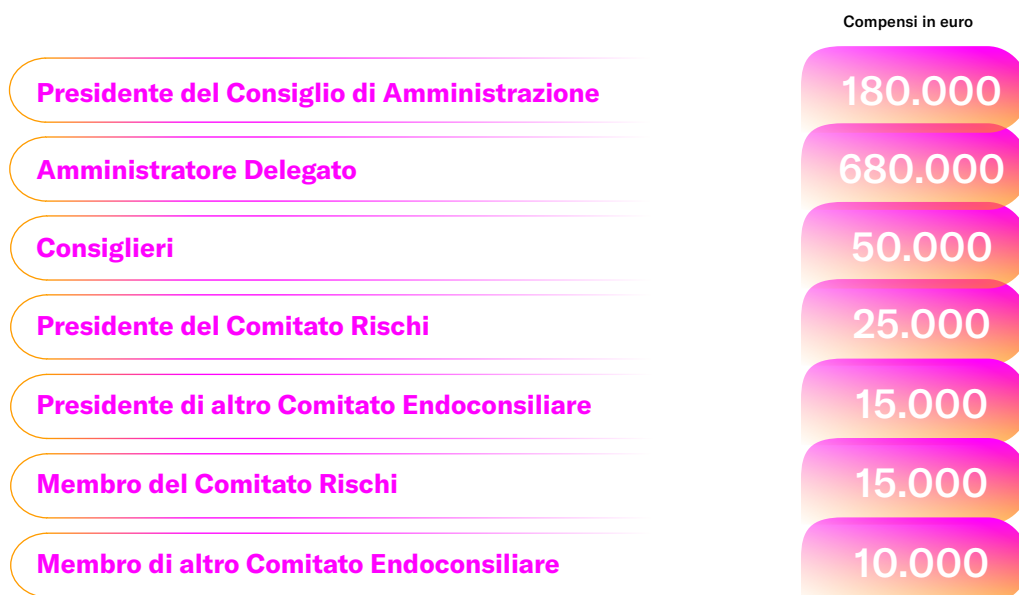 Compensi in euro
Presidente del Consiglio di Amministrazione 180.000
Amministratore Delegato 680.000
Consiglieri 50.000
Presidente del Comitato Rischi 25.000
Presidente di altro Comitato Endoconsiliare 15.000
Membro del Comitato Rischi 15.000
Membro di altro Comitato Endoconsiliare 10.000